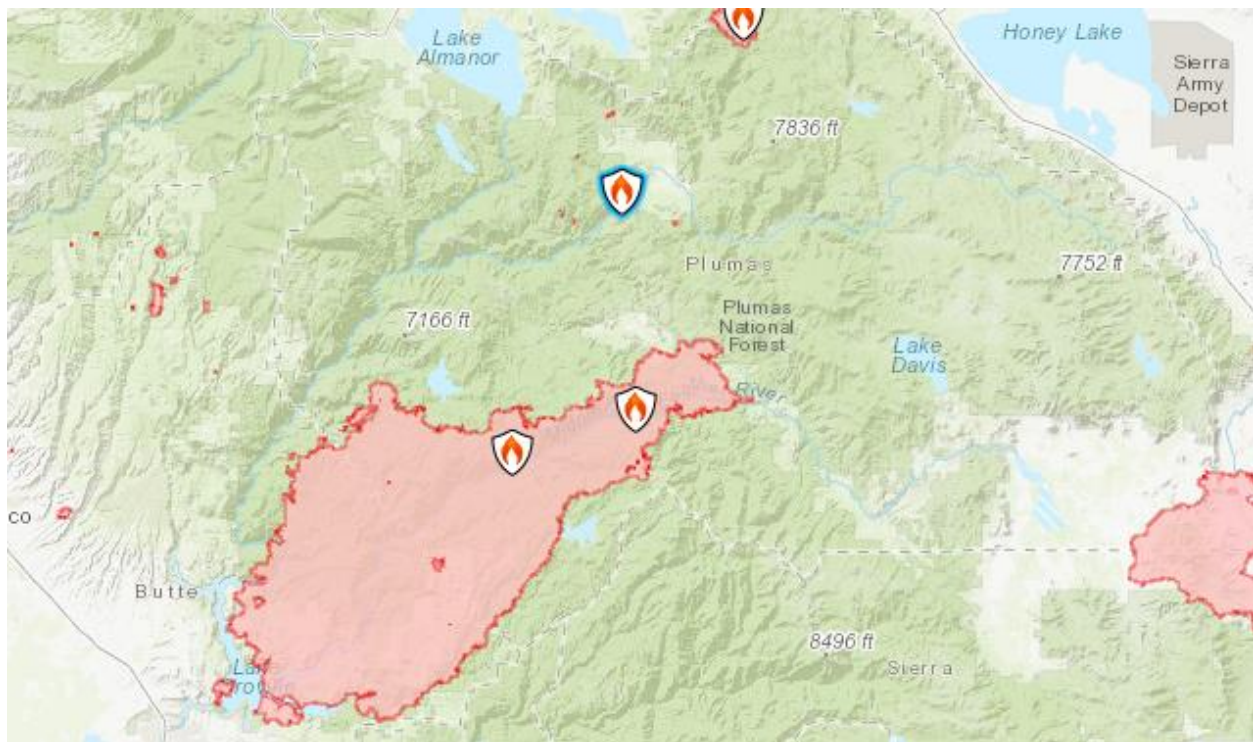 Lake
Almanor
Honey Lake
Sierra
Army
Depot
7836 ft
Plumas
7752 ft
7166 ft
Plumas
National
Forest
Lake
Davis
River
co
Butte
8496 ft
Sierra